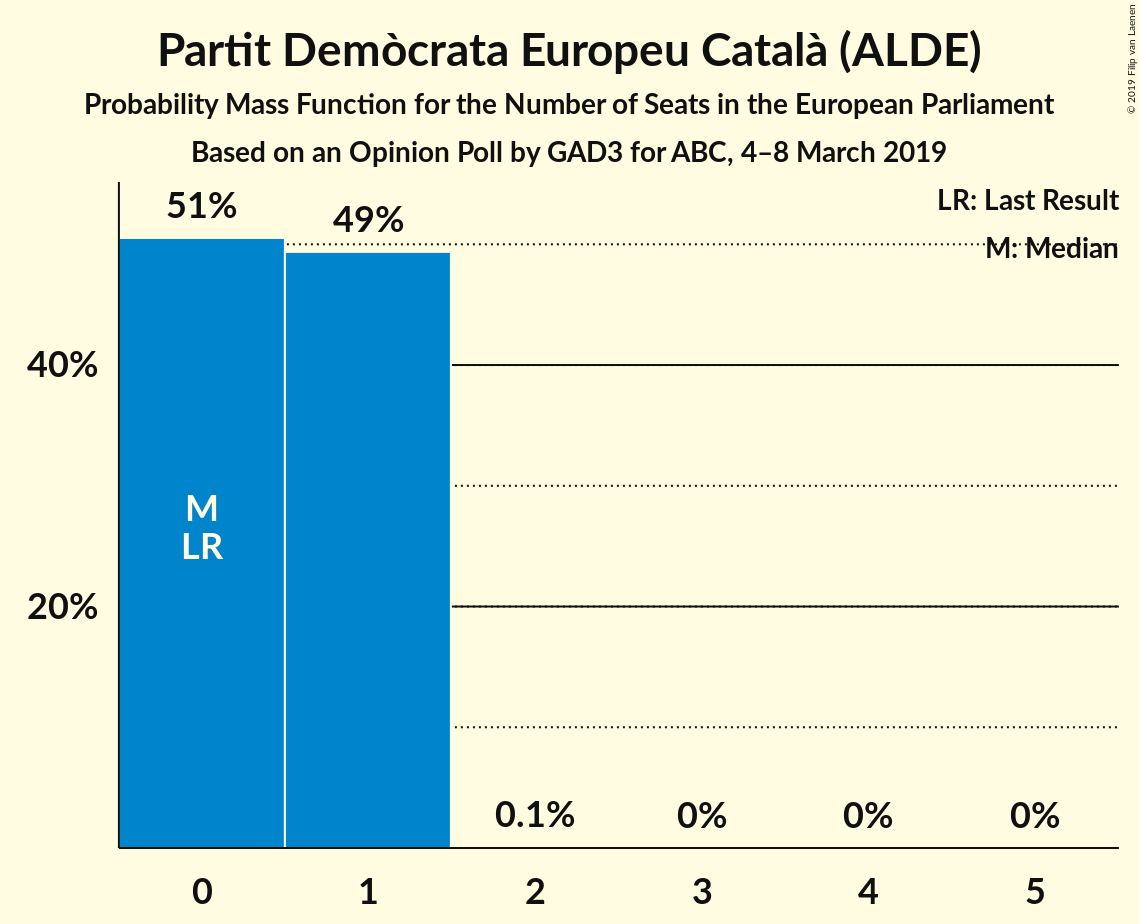 Partit Demòcrata Europeu Català (ALDE)
Probability Mass Function for the Number of Seats in the European Parliament
Based on an Opinion Poll by GAD3 for ABC, 4–8 March 2019
© 2019 Filip van Laenen
LR: Last Result
M: Median
51%
49%
40%
M
LR
20%
0.1%
0%
0%
0%
0
1
2
3
4
5